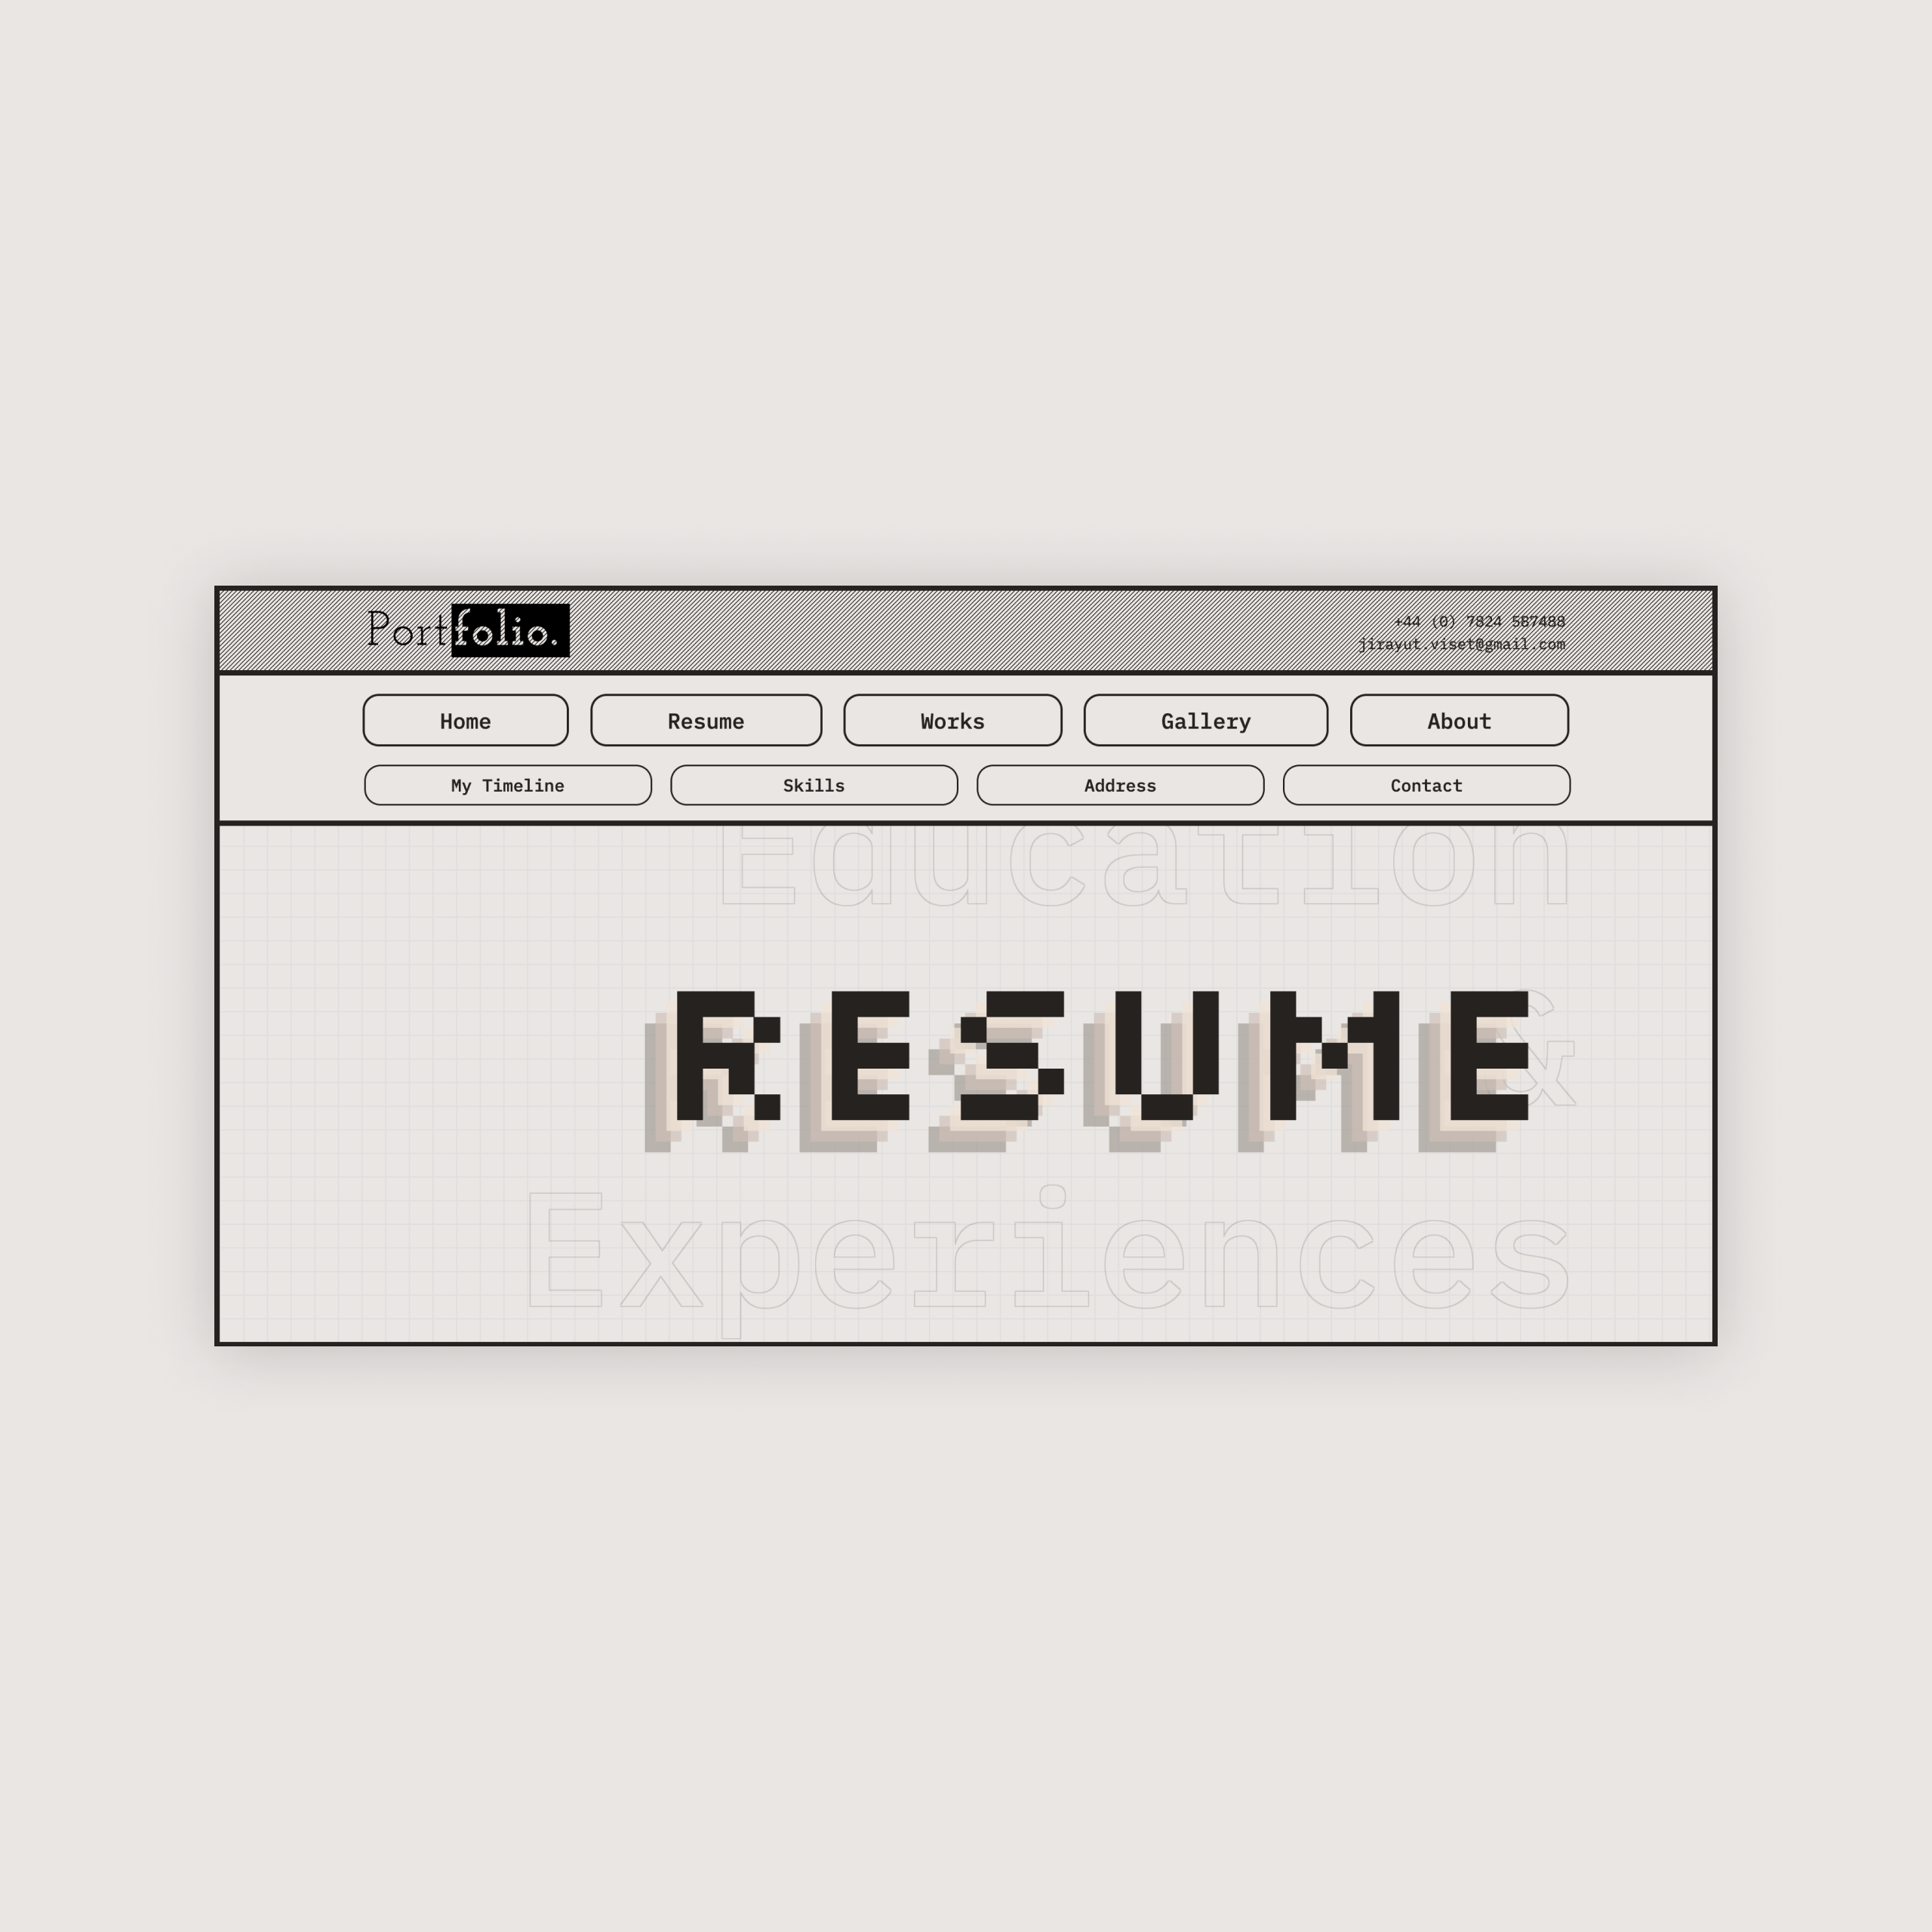 Portfolio.
+44 (0) 7824 587488
jirayut.viset@gmail.com
Home Resume Works Gallery About
My Timeline Skills Address Contact
Education
&
RESUME
Experiences